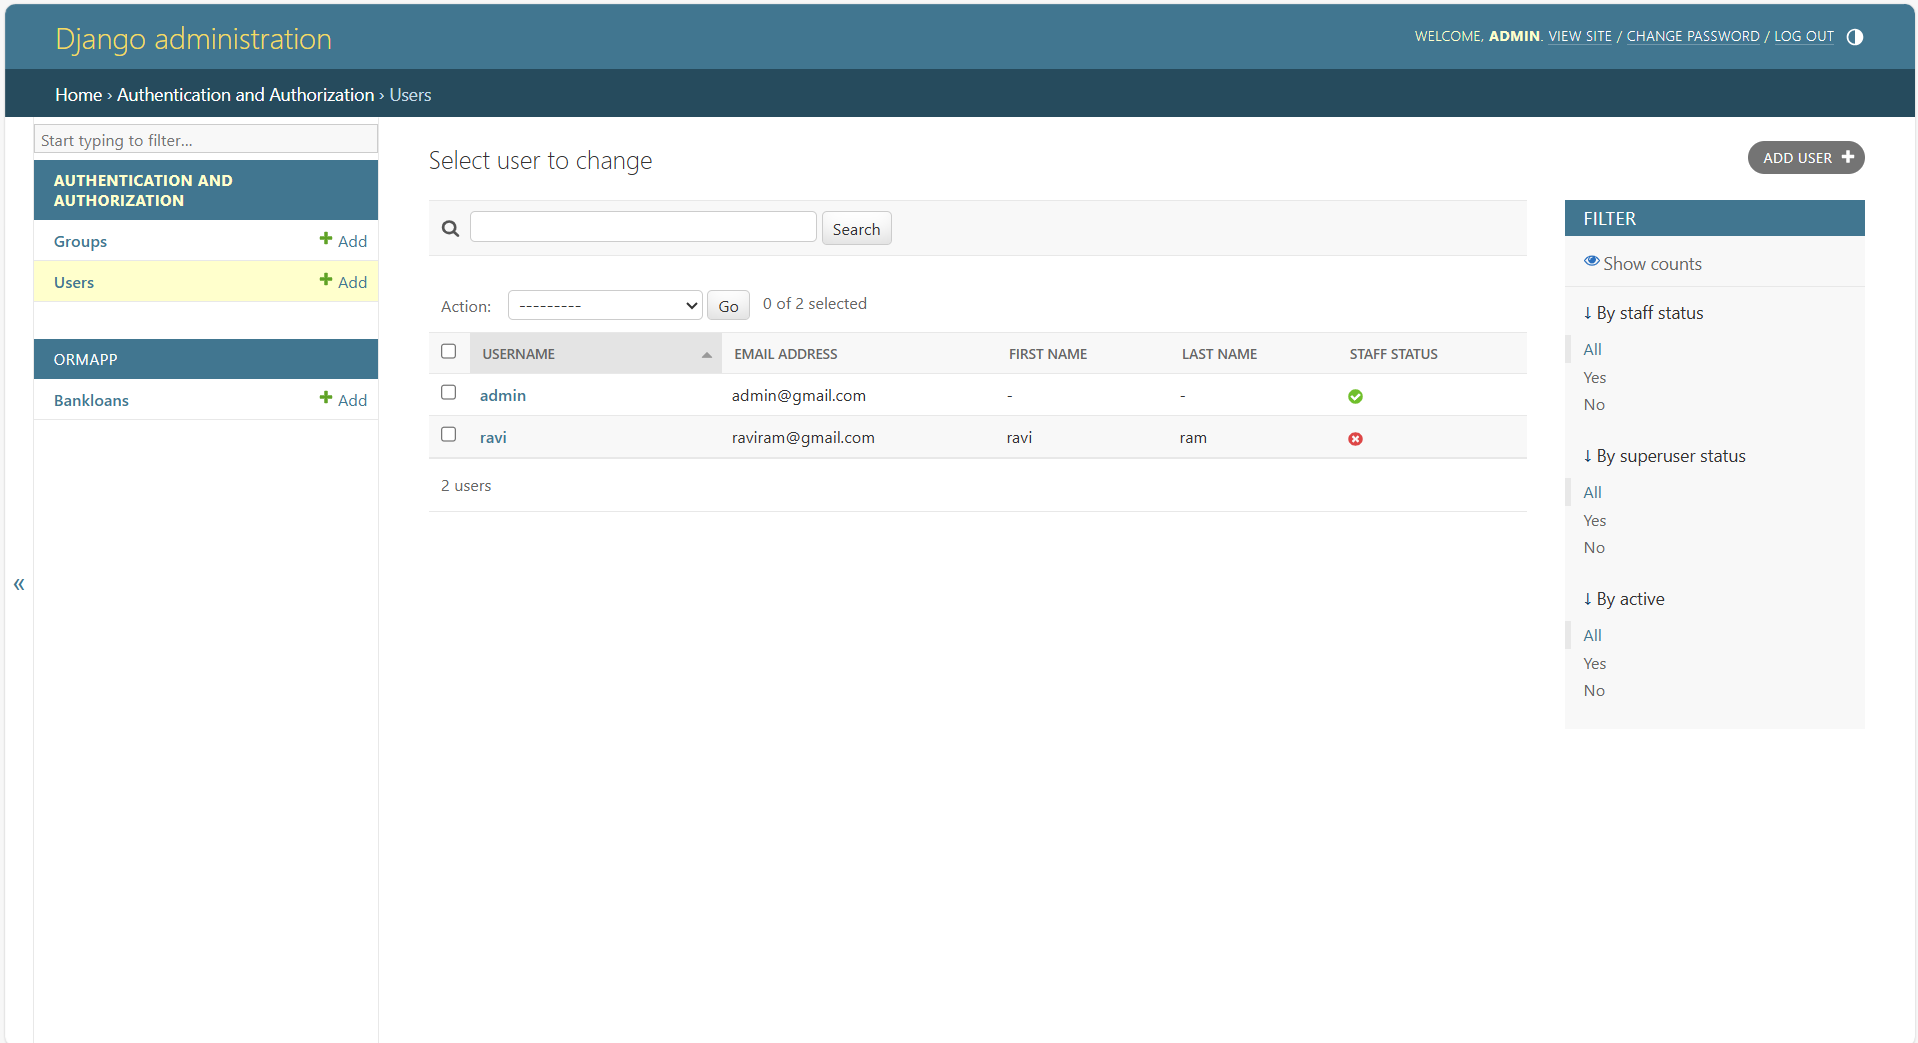 Django administration
WELCOME, ADMIN. VIEW SITE / CHANGE PASSWORD / LOG OUT
Home › Authentication and Authorization › Users
Start typing to filter...
AUTHENTICATION AND
AUTHORIZATION
Groups Add
Users Add
ORMAPP
Bankloans Add
«
Select user to change
ADD USER
Search
Action: --------- Go 0 of 2 selected
USERNAME EMAIL ADDRESS FIRST NAME LAST NAME STAFF STATUS
admin admin@gmail.com - -
ravi raviram@gmail.com ravi ram
2 users
FILTER
Show counts
↓ By staff status
All
Yes
No
↓ By superuser status
All
Yes
No
↓ By active
All
Yes
No